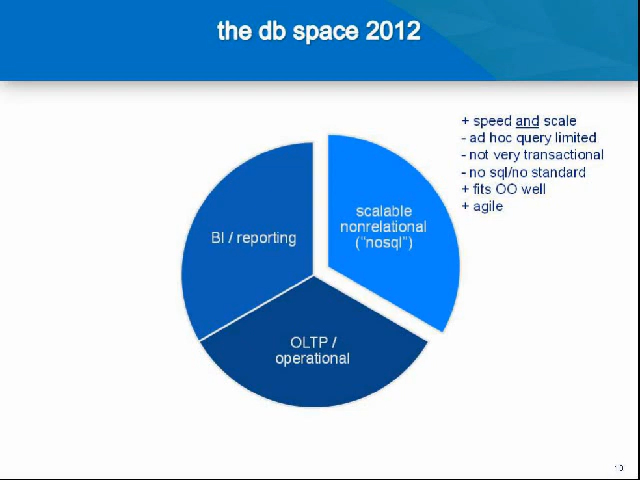 the db space 2012
+ speed and scale
- ad hoc query limited
- not very transactional
- no sql/no standard
+ fits OO well
+ agile
scalable
nonrelational
("nosql")
BI / reporting
OLTP /
operational